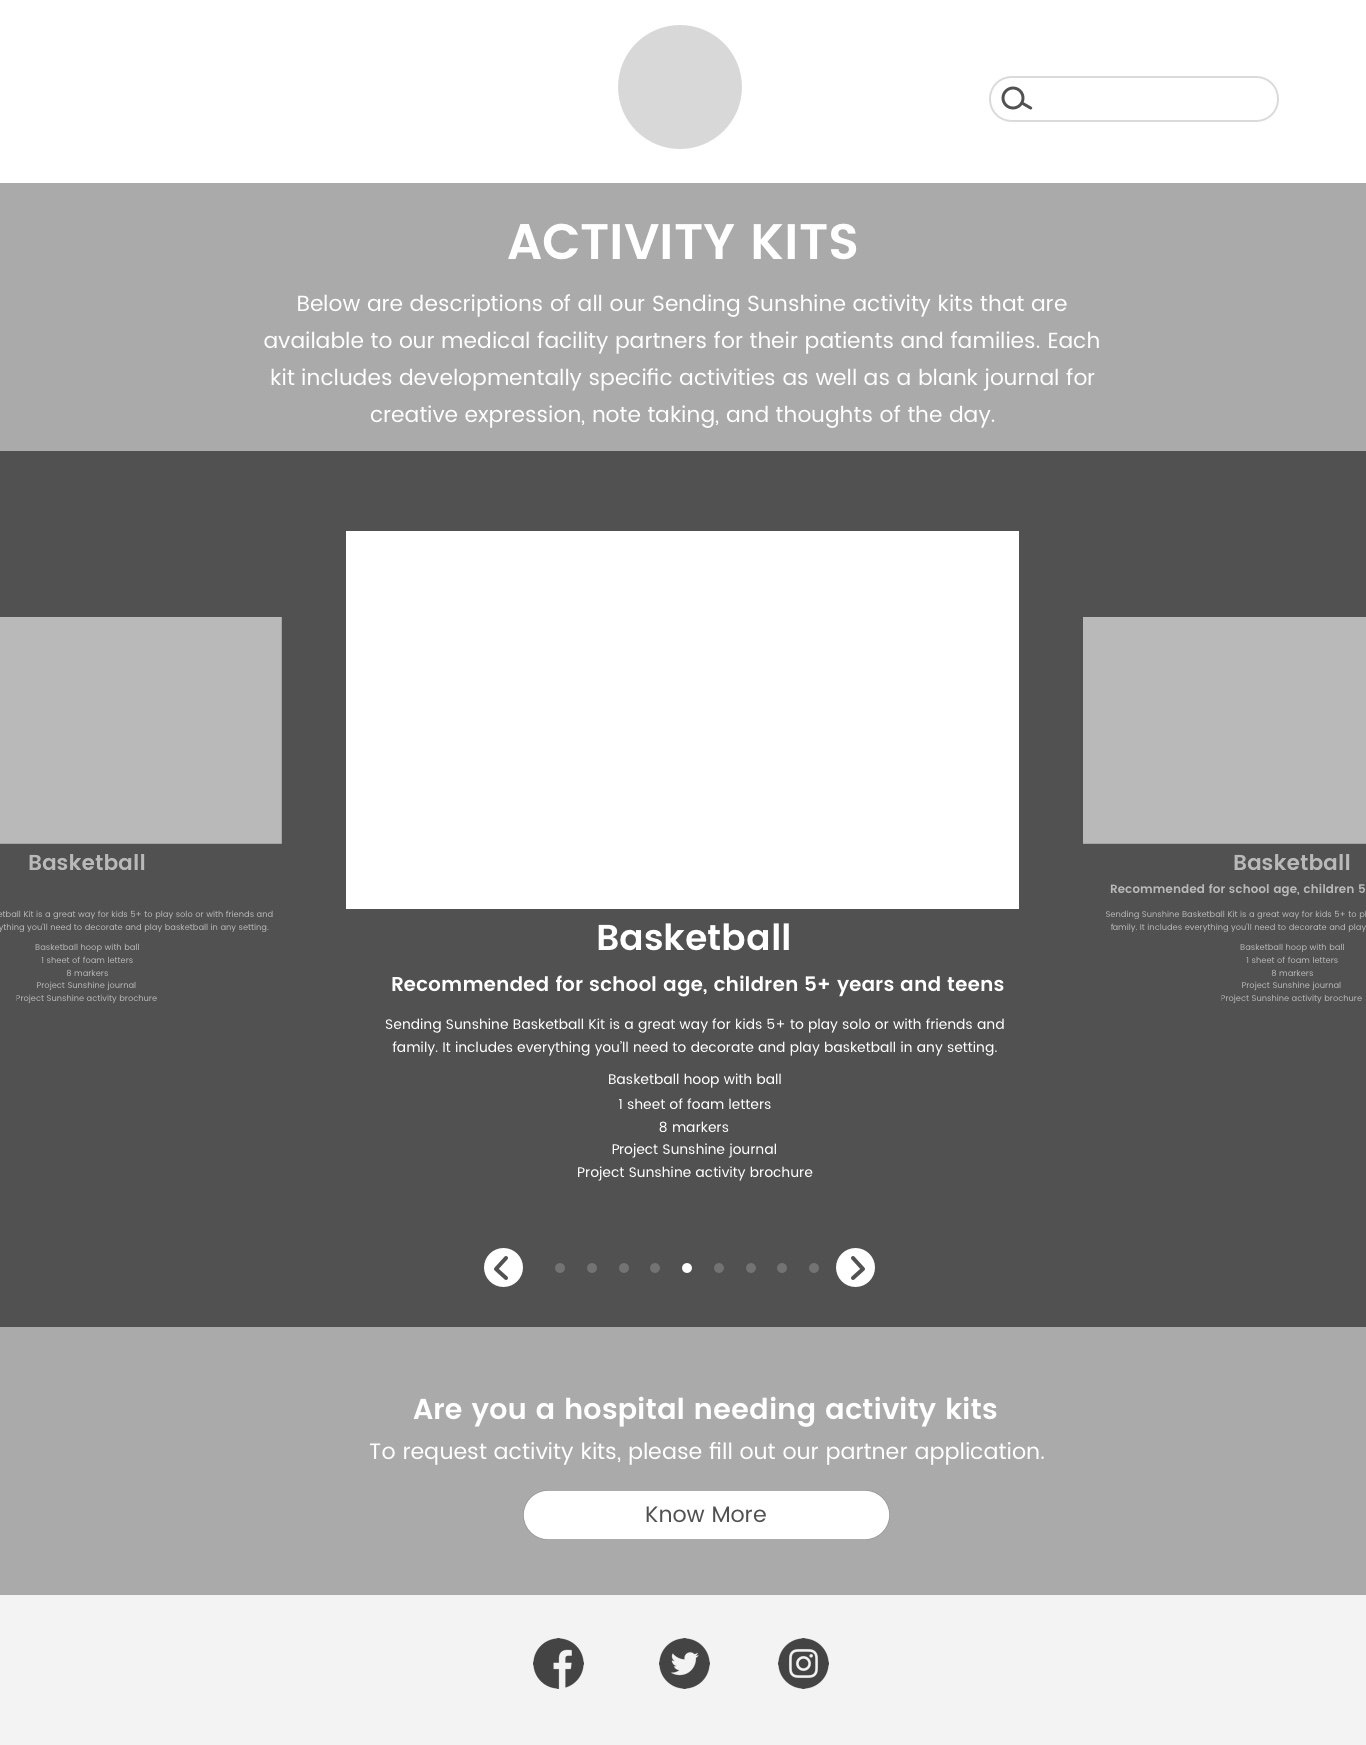 ACTIVITY KITS
Below are descriptions of all our Sending Sunshine activity kits that are
available to our medical facility partners for their patients and families. Each
kit includes developmentally specific activities as well as a blank journal for
creative expression, note taking, and thoughts of the day.
Basketball
etball Kit is a great way for kids 5+ to play solo or with friends and
ything you'll need to decorate and play basketball in any setting.
Basketball hoop with ball
1 sheet of foam letters
8 markers
Project Sunshine journal
Project Sunshine activity brochure
Basketball
Recommended for school age, children 5+ years and teens
Sending Sunshine Basketball Kit is a great way for kids 5+ to play solo or with friends and
family. It includes everything you'll need to decorate and play basketball in any setting.
Basketball hoop with ball
1 sheet of foam letters
8 markers
Project Sunshine journal
Project Sunshine activity brochure
Basketball
Recommended for school age, children 5
Sending Sunshine Basketball Kit is a great way for kids 5+ to pl
family. It includes everything you'll need to decorate and play
Basketball hoop with ball
1 sheet of foam letters
8 markers
Project Sunshine journal
Project Sunshine activity brochure
Are you a hospital needing activity kits
To request activity kits, please fill out our partner application.
Know More